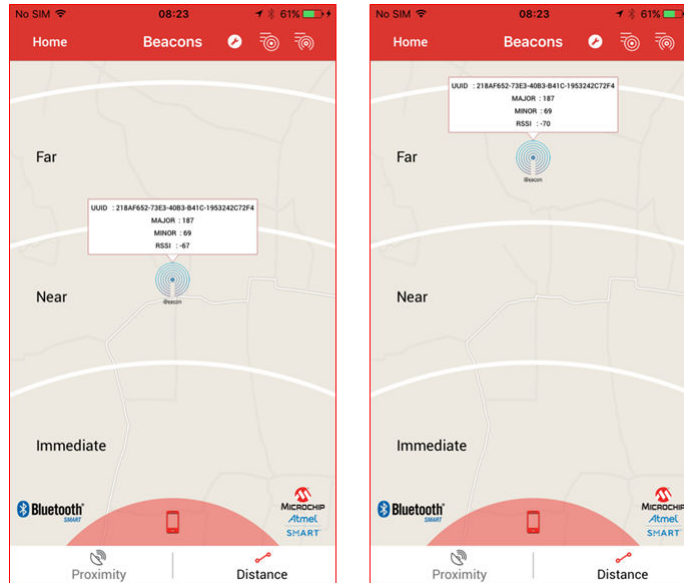 No SIM 08:23 61%
Home Beacons
UUID : 218AF652-73E3-40B3-B41C-1953242C72F4
MAJOR : 187
MINOR : 69
RSSI : -67
iBeacon
Far
Near
Immediate
Bluetooth
SMART
MICROCHIP
Atmel
SMART
Proximity Distance
No SIM 08:23 61%
Home Beacons
UUID : 218AF652-73E3-40B3-B41C-1953242C72F4
MAJOR : 187
MINOR : 69
RSSI : -70
iBeacon
Far
Near
Immediate
Bluetovoth
SMART
MICROCHIP
Atmel
SMART
Proximity Distance